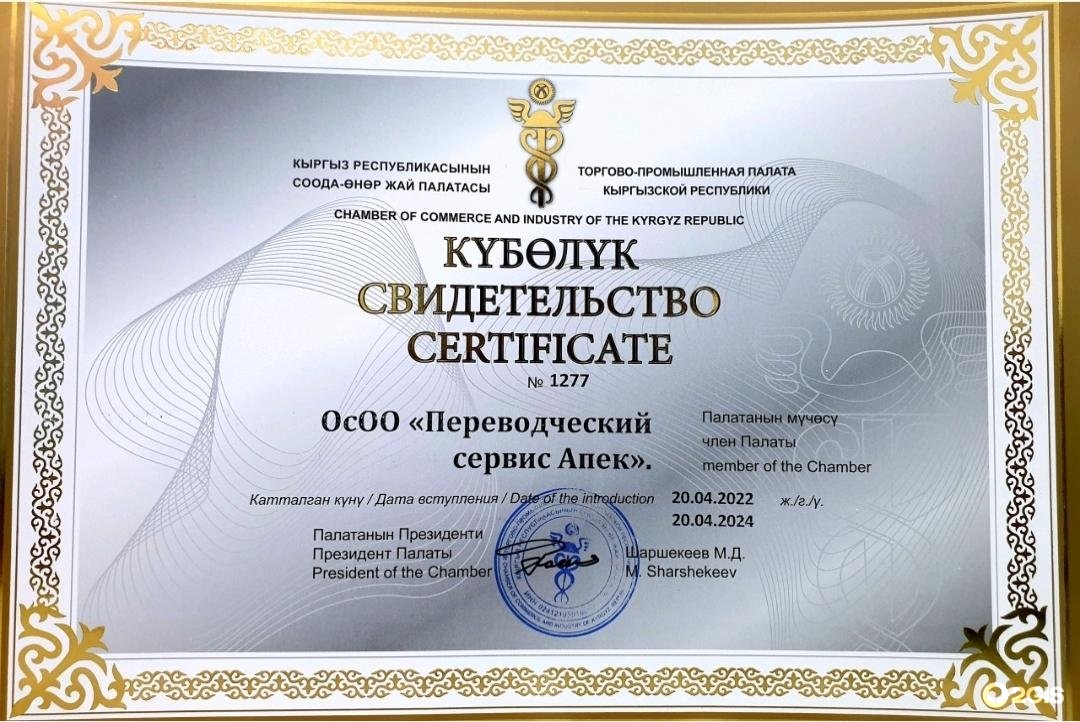 КЫРГЫЗ РЕСПУБЛИКАСЫНЫН
СООДА-ӨНӨР ЖАЙ ПАЛАТАСЫ
ТОРГОВО-ПРОМЫШЛЕННАЯ ПАЛАТА
КЫРГЫЗСКОЙ РЕСПУБЛИКИ
CHAMBER OF COMMERCE AND INDUSTRY OF THE KYRGYZ REPUBLIC
КҮБӨЛҮК
СВИДЕТЕЛЬСТВО
CERTIFICATE
№ 1277
ОсОО «Переводческий
сервис Апек».
Палатанын мүчөсү
член Палаты
member of the Chamber
Катталган күнү / Дата вступления / Date of the introduction 20.04.2022 ж./г./y.
20.04.2024
Палатанын Президенти
Президент Палаты
President of the Chamber
Шаршекеев М.Д.
M. Sharshekeev
2GIS